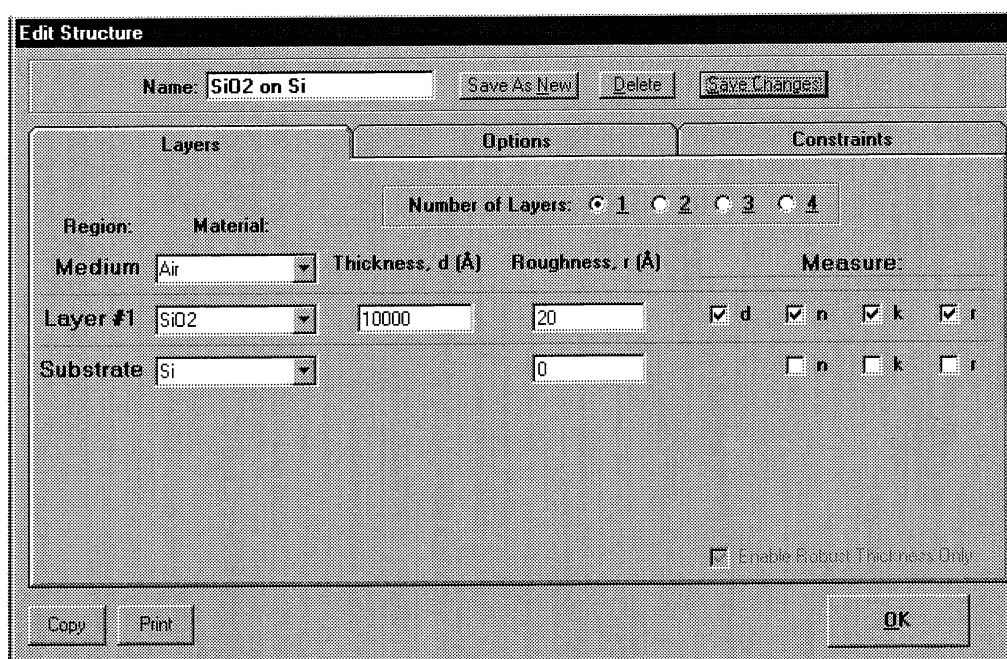 Edit Structure
Name: SiO2 on Si Save As New Delete Save Changes
Layers Options Constraints
Number of Layers: 1 2 3 4
Region: Material:
Medium Air Thickness, d (Å) Roughness, r (Å) Measure:
Layer #1 SiO2 10000 20 d n k r
Substrate Si 0 n k r
Enable Robust Thickness Only
Copy Print OK